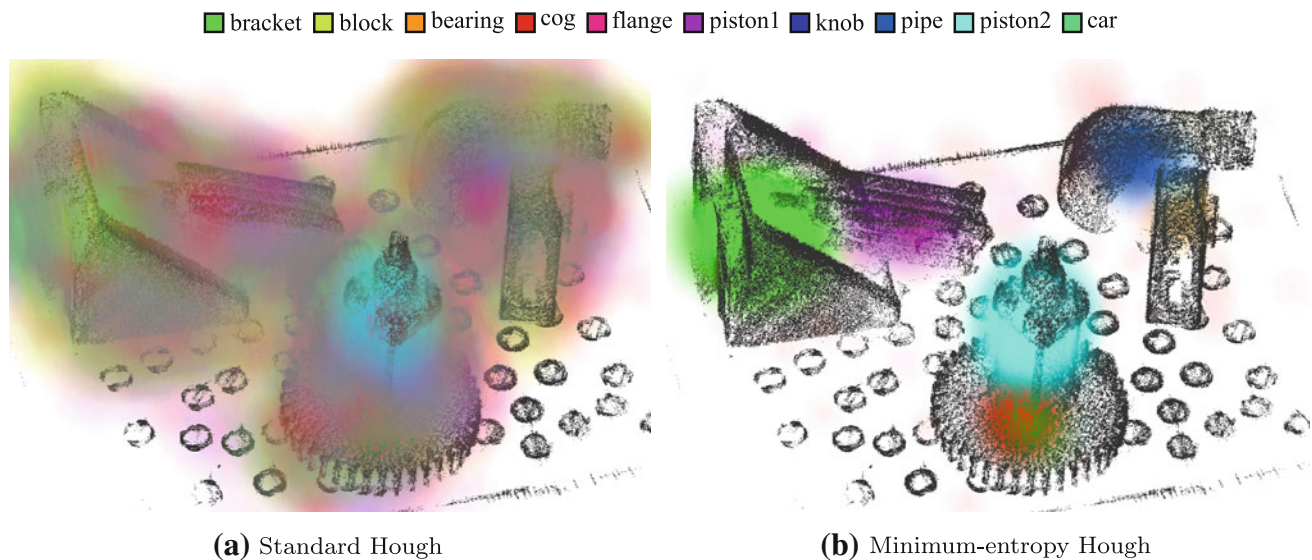 bracket block bearing cog flange piston1 knob pipe piston2 car
(a) Standard Hough
(b) Minimum-entropy Hough